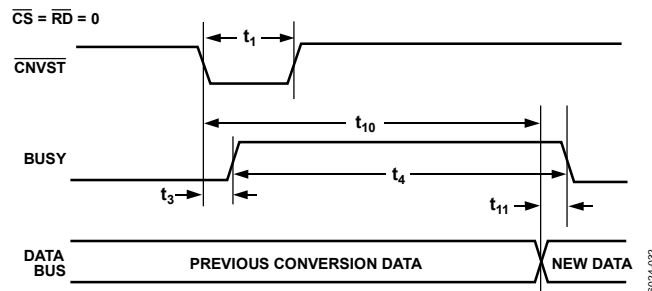 CS = RD = 0
t1
CNVST
t10
BUSY
t4
t3
t11
DATA
BUS
PREVIOUS CONVERSION DATA
NEW DATA